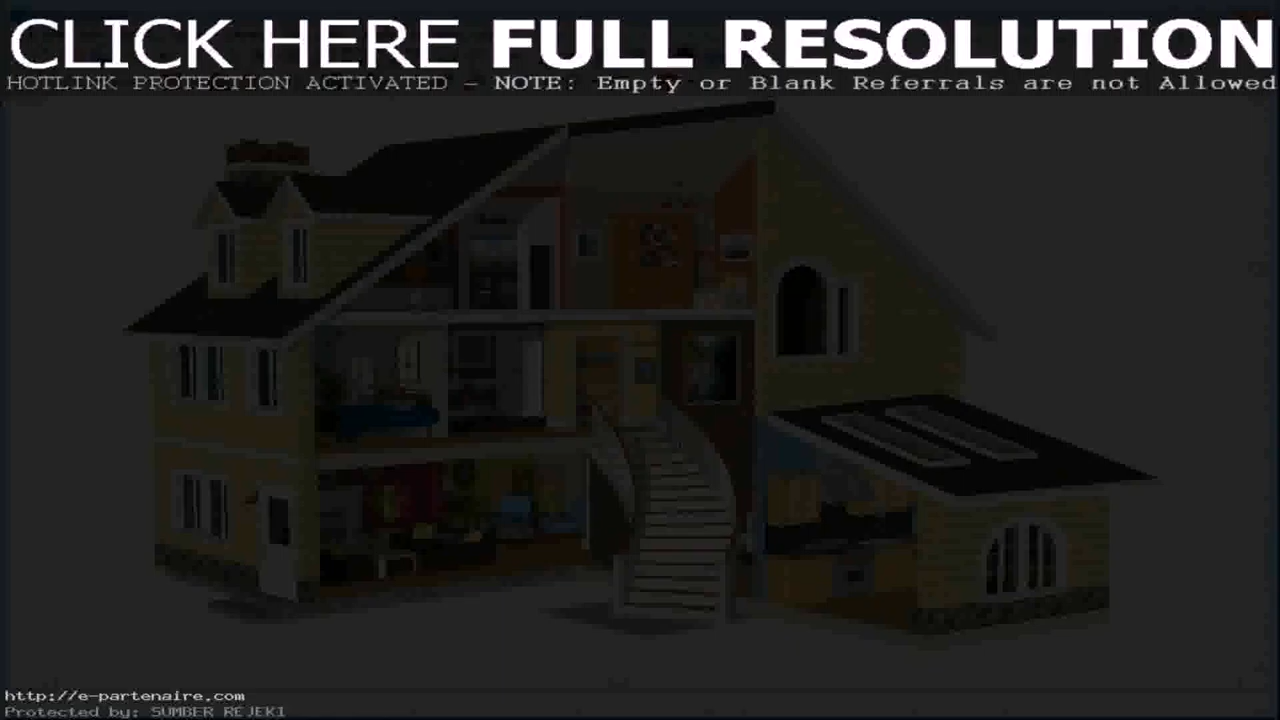 CLICK HERE FULL RESOLUTION
HOTLINK PROTECTION ACTIVATED - NOTE: Empty or Blank Referrals are not Allowed
http://e-partenaire.com
Protected by: SUMBER REJEKI